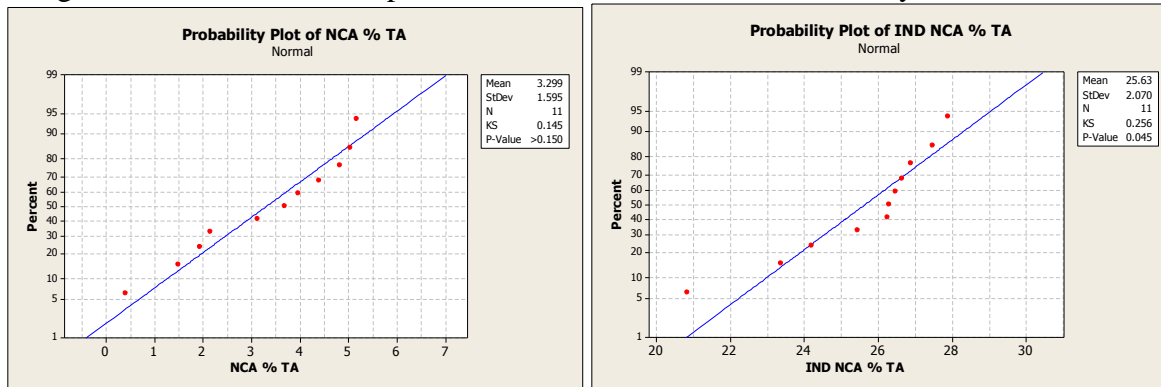 Probability Plot of NCA % TA
Normal
99
95
90
80
70
60
50
40
30
20
10
5
1
Percent
0 1 2 3 4 5 6 7
NCA % TA
Mean 3.299
StDev 1.595
N 11
KS 0.145
P-Value >0.150
Probability Plot of IND NCA % TA
Normal
99
95
90
80
70
60
50
40
30
20
10
5
1
Percent
20 22 24 26 28 30
IND NCA % TA
Mean 25.63
StDev 2.070
N 11
KS 0.256
P-Value 0.045